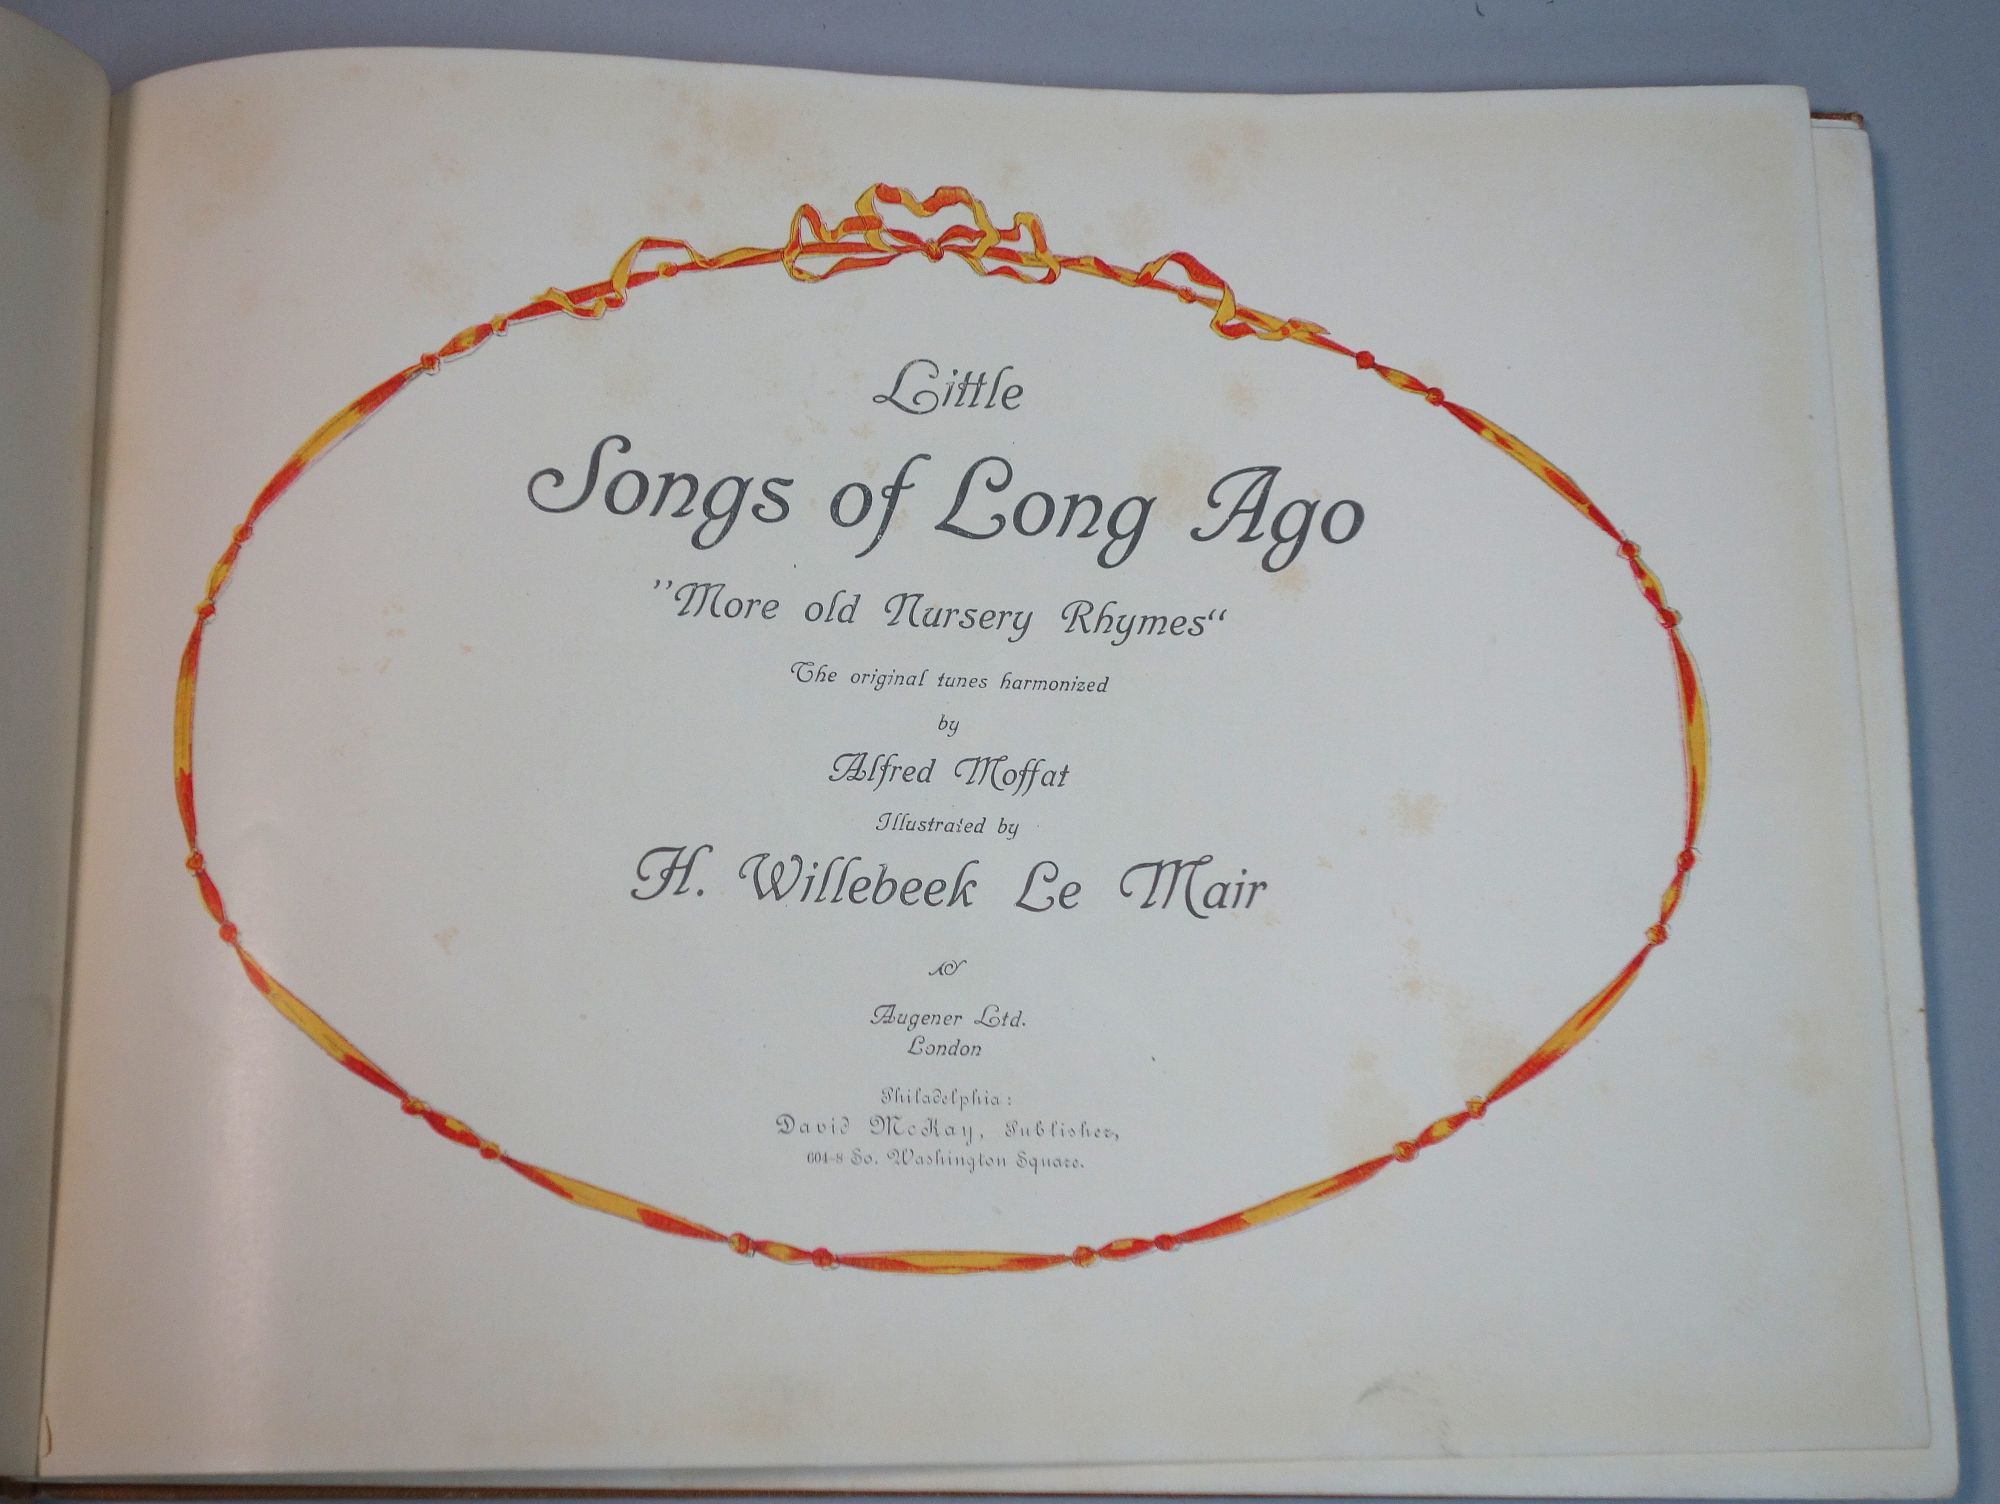 Little
Songs of Long Ago
"More old Nursery Rhymes“
The original tunes harmonized
by
Alfred Moffat
Illustrated by
H. Willebeek Le Mair
Augener Ltd.
London
Philadelphia:
David McKay, Publisher,
604-8 So. Washington Square.